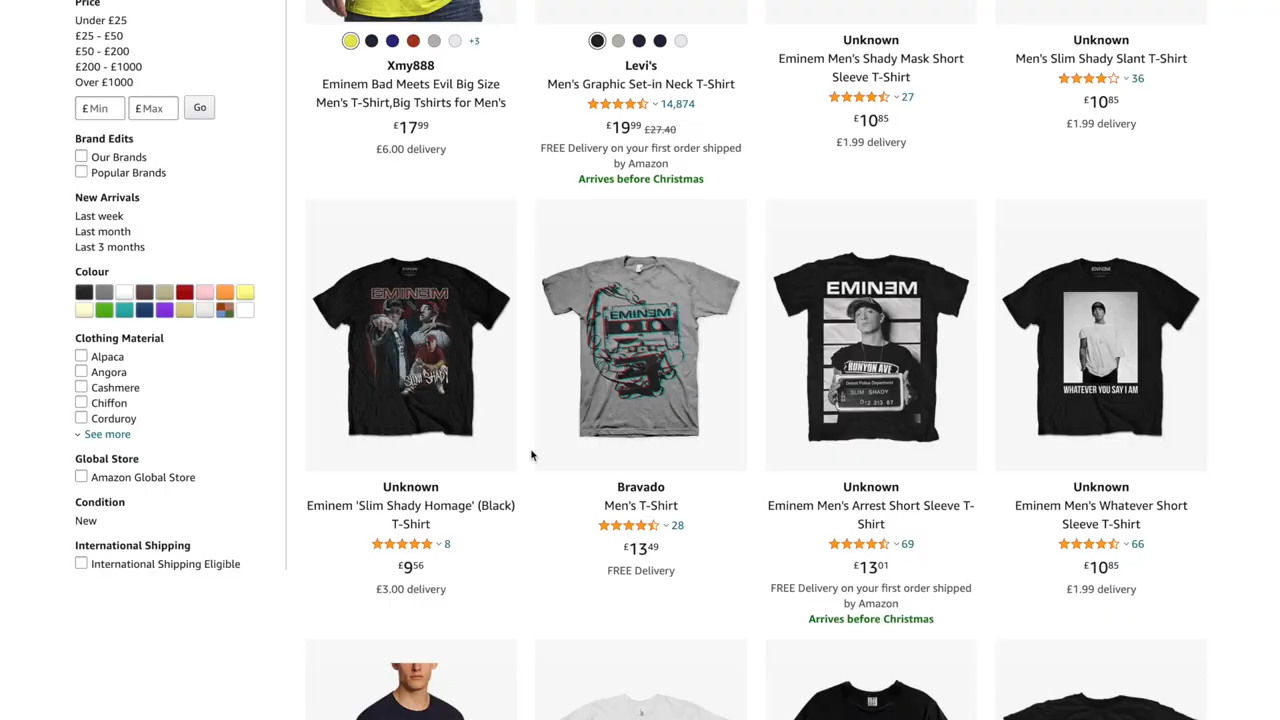 Price
Under £25
£25 - £50
£50 - £200
£200 - £1000
Over £1000
£ Min
£ Max
Go
Brand Edits
Our Brands
Popular Brands
New Arrivals
Last week
Last month
Last 3 months
Colour
Clothing Material
Alpaca
Angora
Cashmere
Chiffon
Corduroy
See more
Global Store
Amazon Global Store
Condition
New
International Shipping
International Shipping Eligible
+3
Xmy888
Eminem Bad Meets Evil Big Size
Men's T-Shirt,Big Tshirts for Men's
£17.99
£6.00 delivery
Levi's
Men's Graphic Set-in Neck T-Shirt
14,874
£19.99 £27.40
FREE Delivery on your first order shipped
by Amazon
Arrives before Christmas
Unknown
Eminem Men's Shady Mask Short
Sleeve T-Shirt
27
£10.85
£1.99 delivery
Unknown
Men's Slim Shady Slant T-Shirt
36
£10.85
£1.99 delivery
EMINEM
SLIM SHADY
Unknown
Eminem 'Slim Shady Homage' (Black)
T-Shirt
8
£9.56
£3.00 delivery
EMINEM
Bravado
Men's T-Shirt
28
£13.49
FREE Delivery
EMINEM
RUNYON AVE
Detroit Police Department
SLIM SHADY
D12 313 87
Unknown
Eminem Men's Arrest Short Sleeve T-
Shirt
69
£13.01
FREE Delivery on your first order shipped
by Amazon
Arrives before Christmas
WHATEVER YOU SAY I AM
Unknown
Eminem Men's Whatever Short
Sleeve T-Shirt
66
£10.85
£1.99 delivery